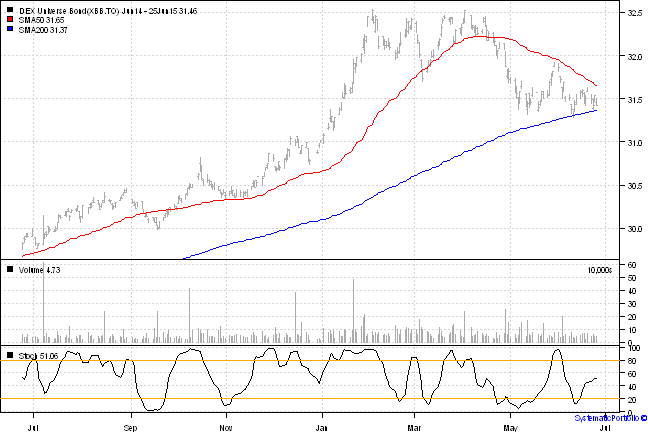 DEX Universe Bond(XBB.TO) Jun14 - 25Jun15 31.46
SMA50 31.65
SMA200 31.37
32.5
32.0
31.5
31.0
30.5
30.0
Volume 4.73
10,000s
60
50
40
30
20
10
0
Stoch 51.06
100
80
60
40
20
0
Jul
Sep
Nov
Jan
Mar
May
Jul
SystematicPortfolio ©